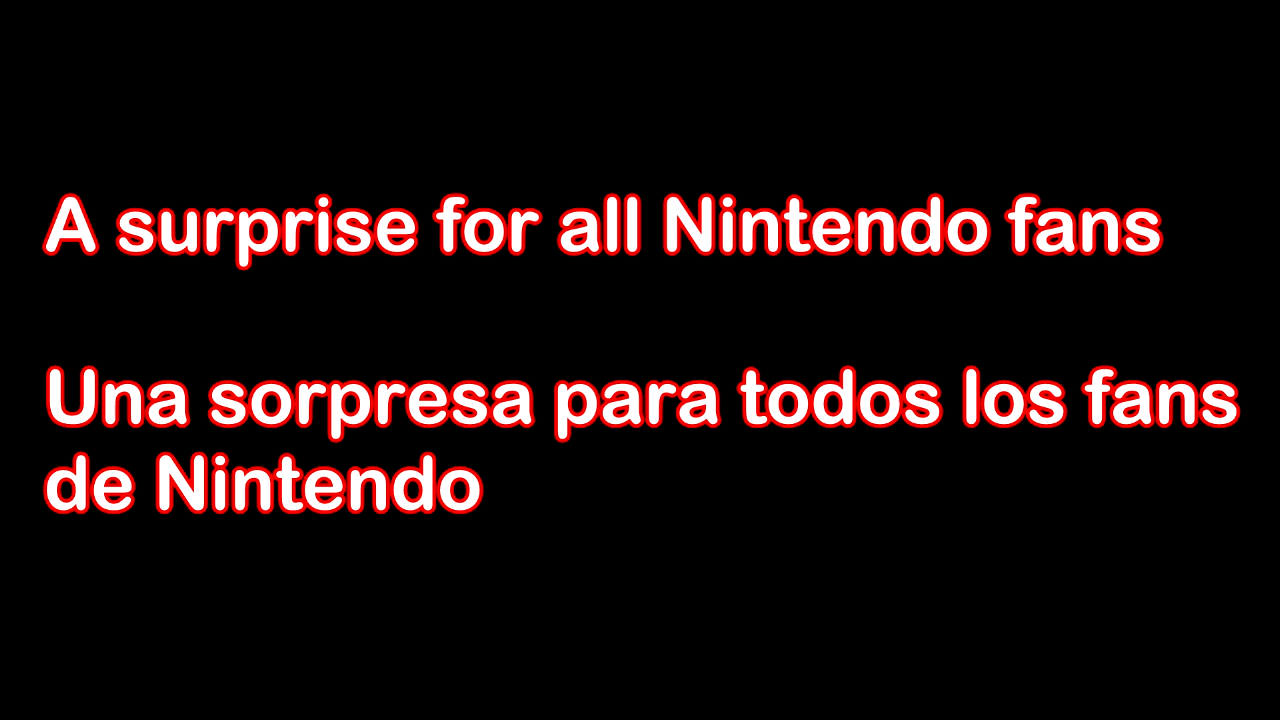 A surprise for all Nintendo fans
Una sorpresa para todos los fans
de Nintendo